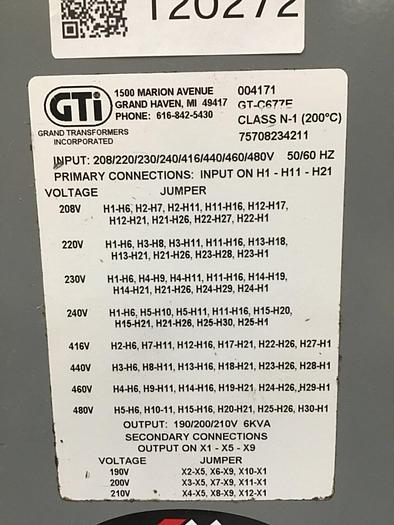 120272
GTi
1500 MARION AVENUE
GRAND HAVEN, MI 49417
PHONE: 616-842-5430
GRAND TRANSFORMERS
INCORPORATED
004171
GT-C677E
CLASS N-1 (200°C)
75708234211
INPUT: 208/220/230/240/416/440/460/480V 50/60 HZ
PRIMARY CONNECTIONS: INPUT ON H1 - H11 - H21
VOLTAGE JUMPER
208V H1-H6, H2-H7, H2-H11, H11-H16, H12-H17,
H12-H21, H21-H26, H22-H27, H22-H1
220V H1-H6, H3-H8, H3-H11, H11-H16, H13-H18,
H13-H21, H21-H26, H23-H28, H23-H1
230V H1-H6, H4-H9, H4-H11, H11-H16, H14-H19,
H14-H21, H21-H26, H24-H29, H24-H1
240V H1-H6, H5-H10, H5-H11, H11-H16, H15-H20,
H15-H21, H21-H26, H25-H30, H25-H1
416V H2-H6, H7-H11, H12-H16, H17-H21, H22-H26, H27-H1
440V H3-H6, H8-H11, H13-H16, H18-H21, H23-H26, H28-H1
460V H4-H6, H9-H11, H14-H16, H19-H21, H24-H26, H29-H1
480V H5-H6, H10-11, H15-H16, H20-H21, H25-H26, H30-H1
OUTPUT: 190/200/210V 6KVA
SECONDARY CONNECTIONS
OUTPUT ON X1 - X5 - X9
VOLTAGE JUMPER
190V X2-X5, X6-X9, X10-X1
200V X3-X5, X7-X9, X11-X1
210V X4-X5, X8-X9, X12-X1